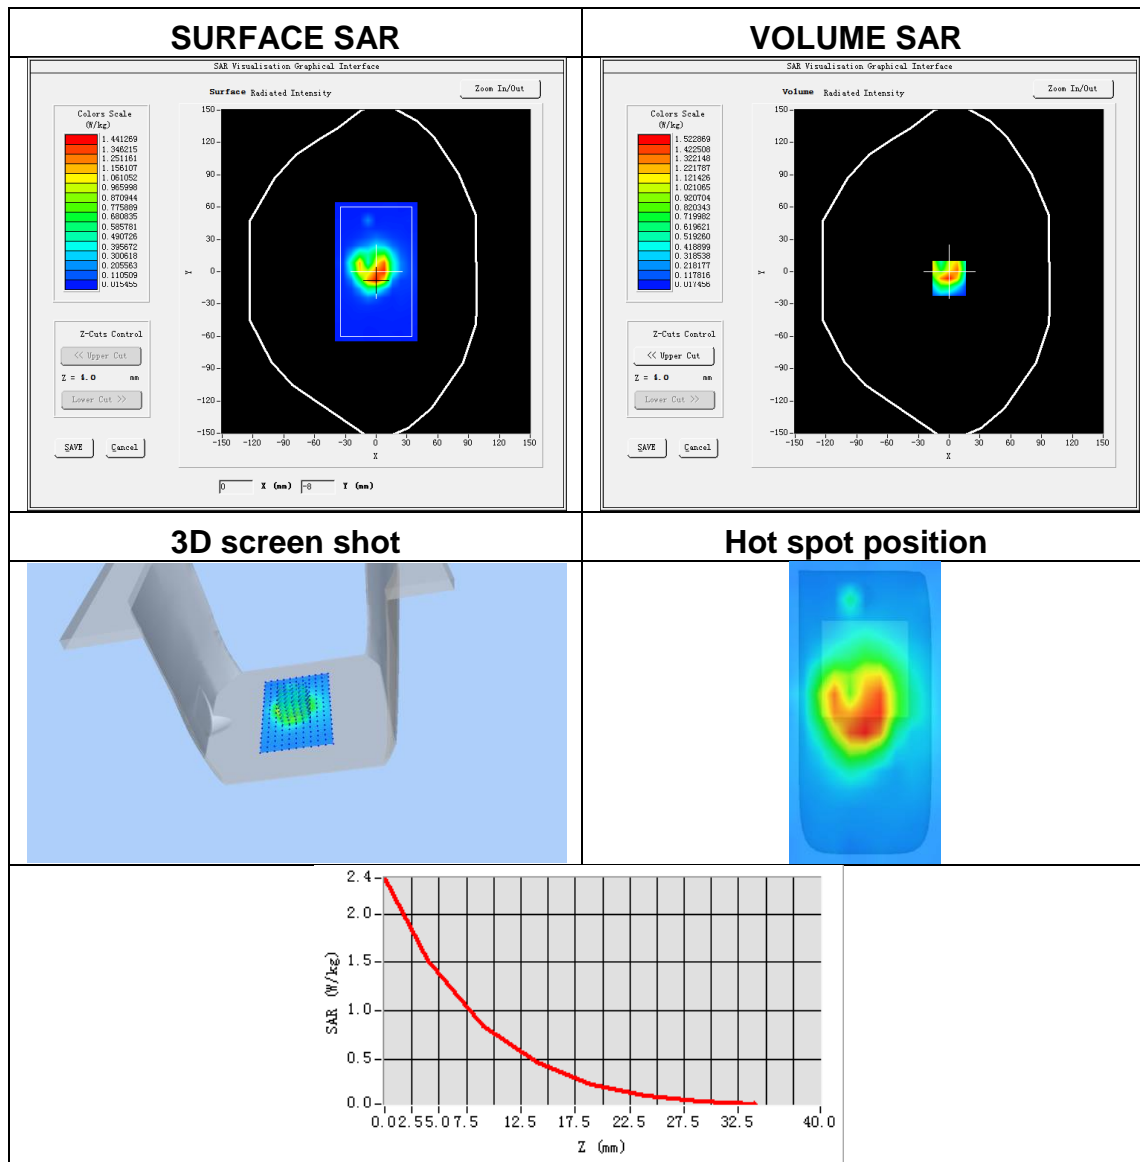 SURFACE SAR
VOLUME SAR
SAR Visualisation Graphical Interface
Surface Radiated Intensity
Zoom In/Out
Colors Scale
(W/kg)
1.441269
1.346215
1.251161
1.156107
1.061052
0.965998
0.870944
0.775889
0.680835
0.585781
0.490726
0.395672
0.300618
0.205563
0.110509
0.015455
150
120
90
60
30
0
-30
-60
-90
-120
-150
Y
-150 -120 -90 -60 -30 0 30 60 90 120 150
X
Z-Cuts Control
<< Upper Cut
Z = 4.0 mm
Lower Cut >>
SAVE
Cancel
0 X (mm) -8 Y (mm)
SAR Visualisation Graphical Interface
Volume Radiated Intensity
Zoom In/Out
Colors Scale
(W/kg)
1.522869
1.422508
1.322148
1.221787
1.121426
1.021065
0.920704
0.820343
0.719982
0.619621
0.519260
0.418899
0.318538
0.218177
0.117816
0.017456
150
120
90
60
30
0
-30
-60
-90
-120
-150
Y
-150 -120 -90 -60 -30 0 30 60 90 120 150
X
Z-Cuts Control
<< Upper Cut
Z = 4.0 mm
Lower Cut >>
SAVE
Cancel
3D screen shot
Hot spot position
2.4
2.0
1.5
1.0
0.5
0.0
SAR (W/kg)
0.0 2.5 5.0 7.5 12.5 17.5 22.5 27.5 32.5 40.0
Z (mm)